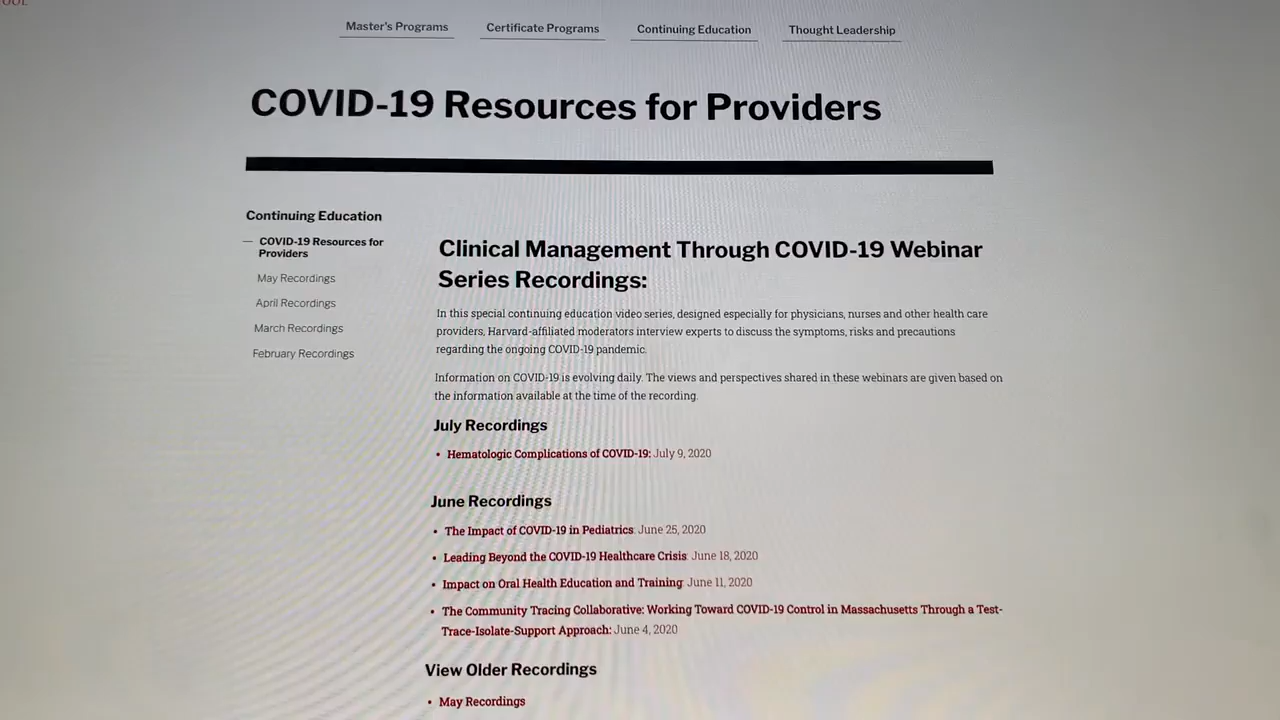 Master's Programs
Certificate Programs
Continuing Education
Thought Leadership
COVID-19 Resources for Providers
Continuing Education
— COVID-19 Resources for
Providers
May Recordings
April Recordings
March Recordings
February Recordings
Clinical Management Through COVID-19 Webinar
Series Recordings:
In this special continuing education video series, designed especially for physicians, nurses and other health care
providers, Harvard-affiliated moderators interview experts to discuss the symptoms, risks and precautions
regarding the ongoing COVID-19 pandemic.
Information on COVID-19 is evolving daily. The views and perspectives shared in these webinars are given based on
the information available at the time of the recording.
July Recordings
• Hematologic Complications of COVID-19: July 9, 2020
June Recordings
• The Impact of COVID-19 in Pediatrics: June 25, 2020
• Leading Beyond the COVID-19 Healthcare Crisis: June 18, 2020
• Impact on Oral Health Education and Training: June 11, 2020
• The Community Tracing Collaborative: Working Toward COVID-19 Control in Massachusetts Through a Test-
Trace-Isolate-Support Approach: June 4, 2020
View Older Recordings
• May Recordings